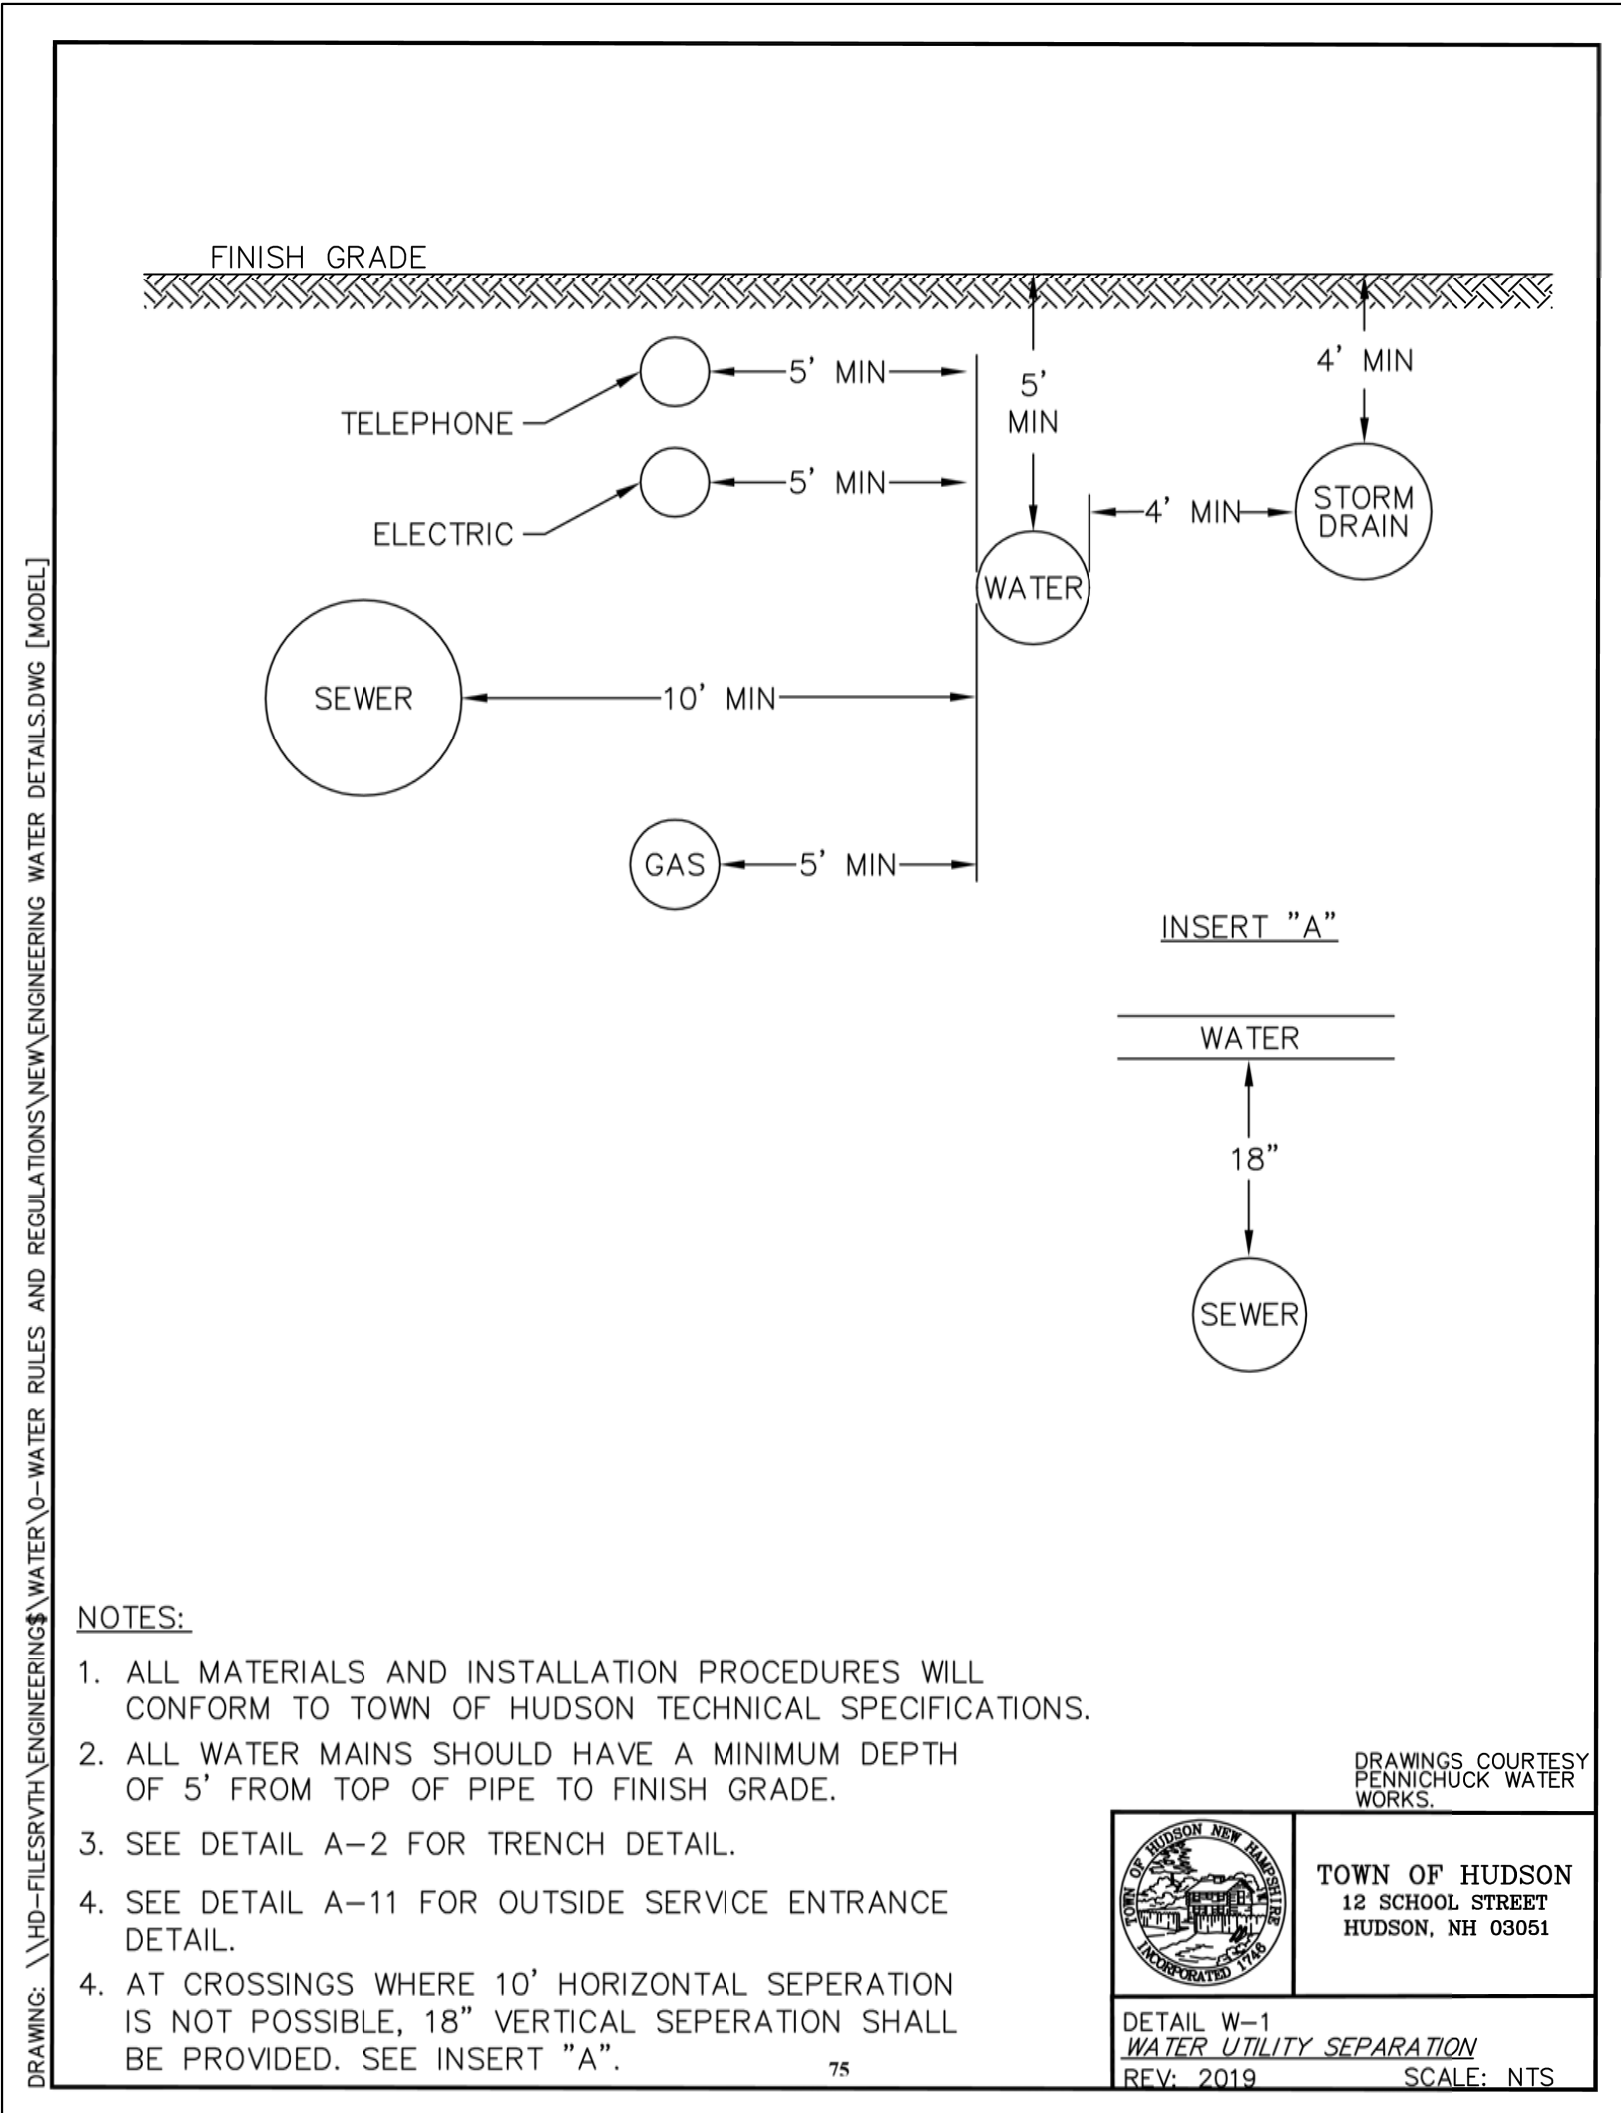 FINISH GRADE
TELEPHONE
5' MIN
ELECTRIC
5' MIN
5'
MIN
4' MIN
WATER
4' MIN
STORM
DRAIN
SEWER
10' MIN
GAS
5' MIN
INSERT "A"
WATER
18"
SEWER
NOTES:
1. ALL MATERIALS AND INSTALLATION PROCEDURES WILL
CONFORM TO TOWN OF HUDSON TECHNICAL SPECIFICATIONS.
2. ALL WATER MAINS SHOULD HAVE A MINIMUM DEPTH
OF 5' FROM TOP OF PIPE TO FINISH GRADE.
3. SEE DETAIL A-2 FOR TRENCH DETAIL.
4. SEE DETAIL A-11 FOR OUTSIDE SERVICE ENTRANCE
DETAIL.
4. AT CROSSINGS WHERE 10' HORIZONTAL SEPERATION
IS NOT POSSIBLE, 18" VERTICAL SEPERATION SHALL
BE PROVIDED. SEE INSERT "A".
75
DRAWINGS COURTESY
PENNICHUCK WATER
WORKS.
TOWN OF HUDSON NEW HAMPSHIRE
INCORPORATED 1746
TOWN OF HUDSON
12 SCHOOL STREET
HUDSON, NH 03051
DETAIL W-1
WATER UTILITY SEPARATION
REV: 2019 SCALE: NTS
DRAWING: \\HD-FILESRVTH\ENGINEERING$\WATER\0-WATER RULES AND REGULATIONS\NEW\ENGINEERING WATER DETAILS.DWG [MODEL]